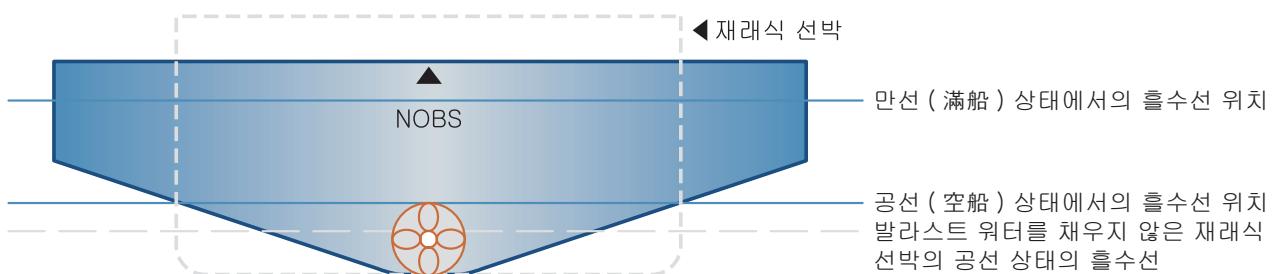 ◀재래식 선박
▲
NOBS
만선 ( 滿船 ) 상태에서의 흘수선 위치
공선 ( 空船 ) 상태에서의 흘수선 위치
발라스트 워터를 채우지 않은 재래식
선박의 공선 상태의 흘수선